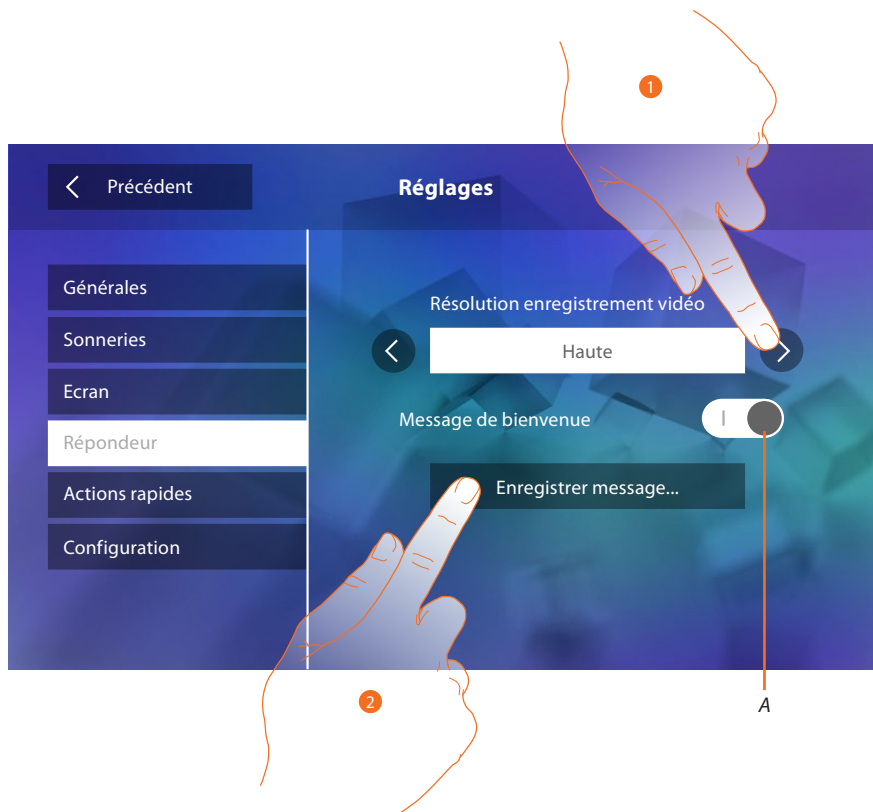 1
Précédent
Réglages
Générales
Sonneries
Ecran
Répondeur
Actions rapides
Configuration
Résolution enregistrement vidéo
Haute
Message de bienvenue
I
Enregistrer message...
2
A